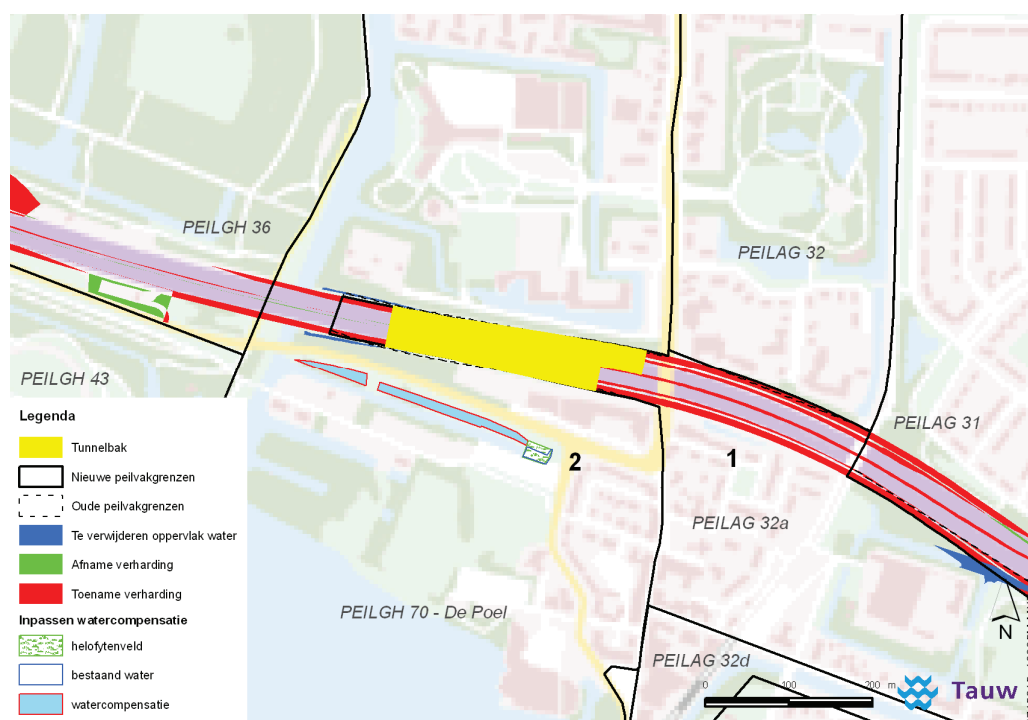 PEILGH 36
PEILAG 32
PEILGH 43
PEILAG 31
2
1
PEILAG 32a
PEILGH 70 - De Poel
PEILAG 32d
Legenda
Tunnelbak
Nieuwe peilvakgrenzen
Oude peilvakgrenzen
Te verwijderen oppervlak water
Afname verharding
Toename verharding
Inpassen watercompensatie
helofytenveld
bestaand water
watercompensatie
N
0 100 200 m
Tauw